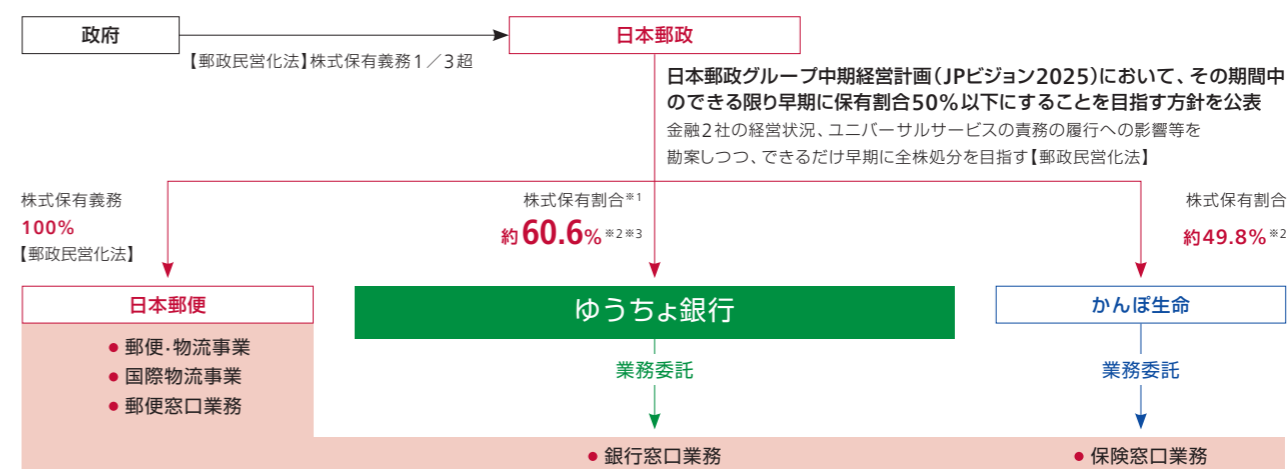 政府
日本郵政
【郵政民営化法】株式保有義務1／3超
日本郵政グループ中期経営計画(JPビジョン2025)において、その期間中
のできる限り早期に保有割合50%以下にすることを目指す方針を公表
金融2社の経営状況、ユニバーサルサービスの責務の履行への影響等を
勘案しつつ、できるだけ早期に全株処分を目指す【郵政民営化法】
株式保有義務
100%
【郵政民営化法】
株式保有割合※1
約60.6%※2※3
株式保有割合
約49.8%※2
日本郵便
ゆうちょ銀行
かんぽ生命
● 郵便・物流事業
● 国際物流事業
● 郵便窓口業務
業務委託
業務委託
● 銀行窓口業務
● 保険窓口業務